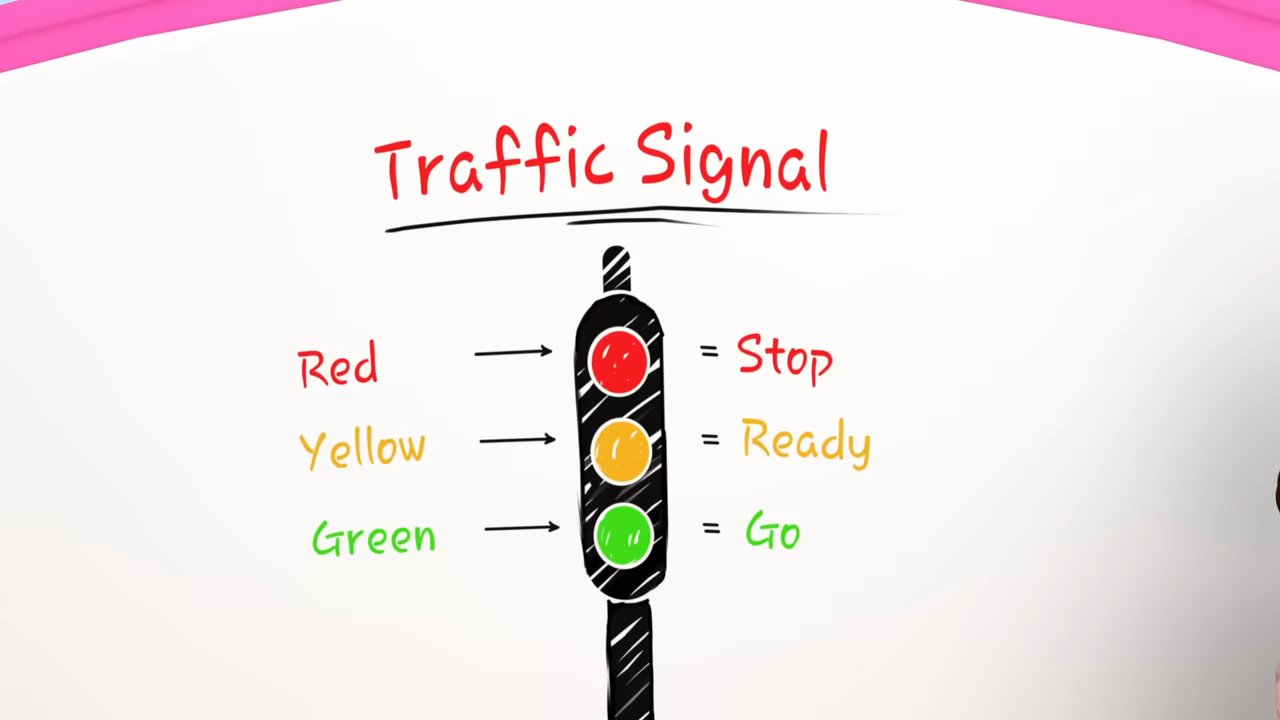 Traffic Signal
Red → = Stop
Yellow → = Ready
Green → = Go